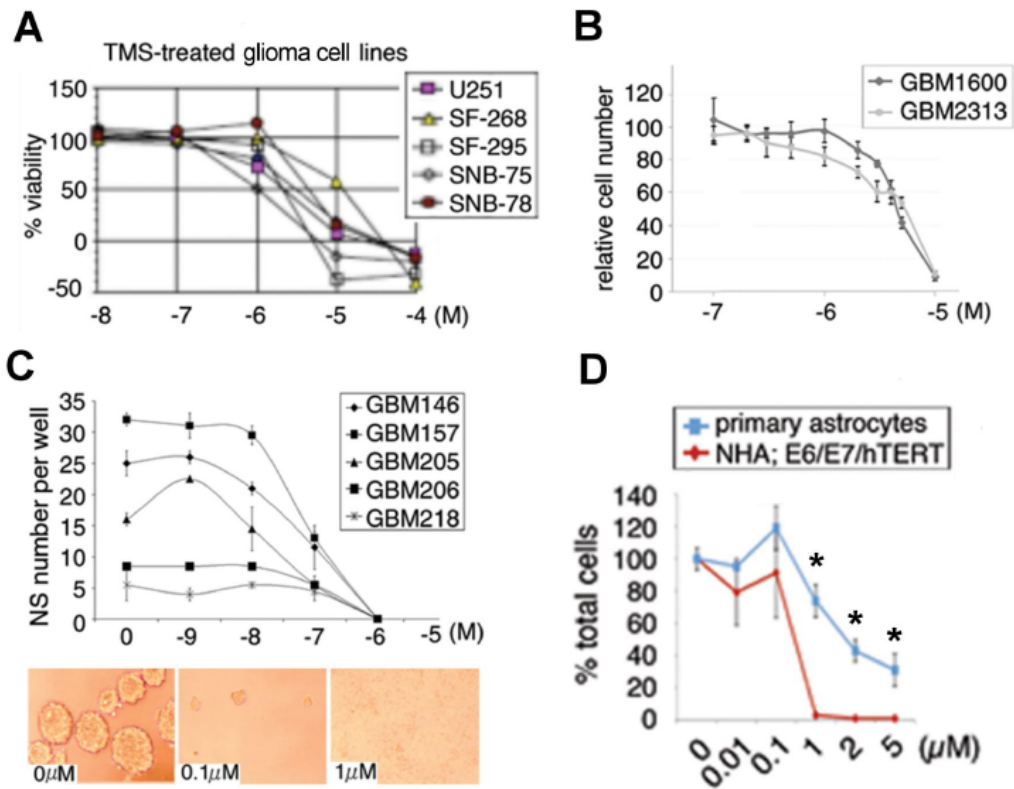 A
TMS-treated glioma cell lines
% viability
150
100
50
0
-50
-8 -7 -6 -5 -4 (M)
U251
SF-268
SF-295
SNB-75
SNB-78
B
relative cell number
120
100
80
60
40
20
0
-7 -6 -5 (M)
GBM1600
GBM2313
C
NS number per well
35
30
25
20
15
10
5
0
0 -9 -8 -7 -6 -5 (M)
GBM146
GBM157
GBM205
GBM206
GBM218
0μM 0.1μM 1μM
D
primary astrocytes
NHA; E6/E7/hTERT
% total cells
140
120
100
80
60
40
20
0
* * *
0 0.01 0.1 1 2 5 (μM)